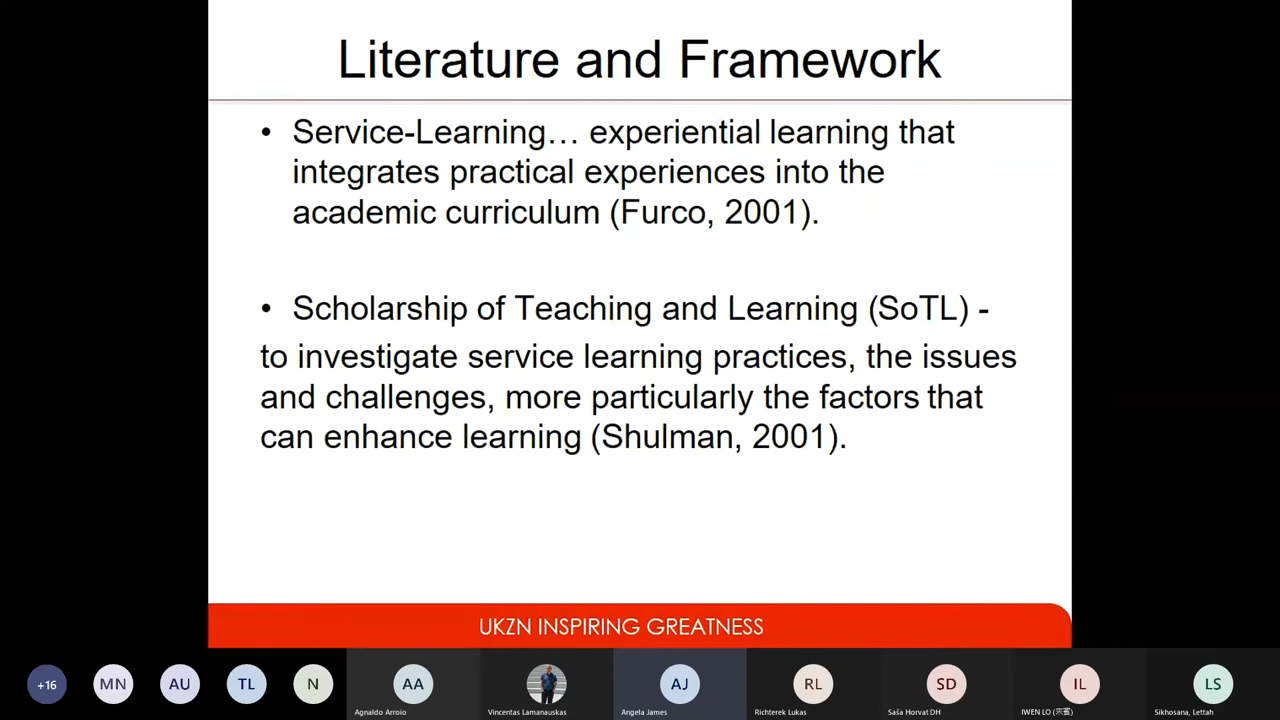 Literature and Framework
• Service-Learning… experiential learning that
integrates practical experiences into the
academic curriculum (Furco, 2001).
• Scholarship of Teaching and Learning (SoTL) -
to investigate service learning practices, the issues
and challenges, more particularly the factors that
can enhance learning (Shulman, 2001).
UKZN INSPIRING GREATNESS
+16 MN AU TL N AA AJ RL SD IL LS
Agnaldo Arroio Vincentas Lamanauskas Angela James Richterek Lukas Saša Horvat DH IWEN LO (宗賓) Sikhosana, Lettah